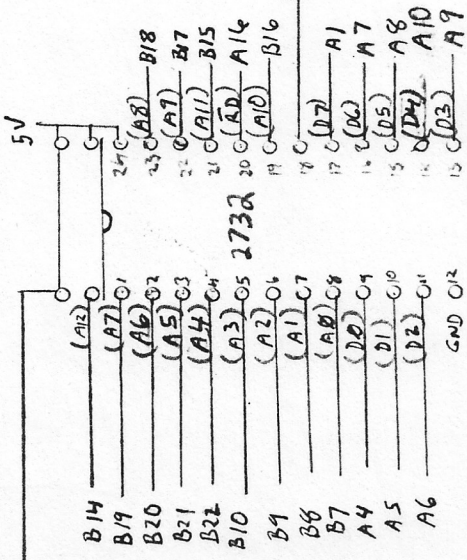 5V
B14 (A12)
B19 (A7) 1 24
B20 (A6) 2 23 (A8) B18
B21 (A5) 3 22 (A9) B17
B22 (A4) 4 21 (A11) B15
B10 (A3) 5 20 (RD) A16
2732
B9 (A2) 6 19 (A10) B16
B8 (A1) 7 18
B7 (A0) 8 17 (D7) A1
A4 (D0) 9 16 (D6) A7
A5 (D1) 10 15 (D5) A8
A6 (D2) 11 14 (D4) A10
GND 12 13 (D3) A9